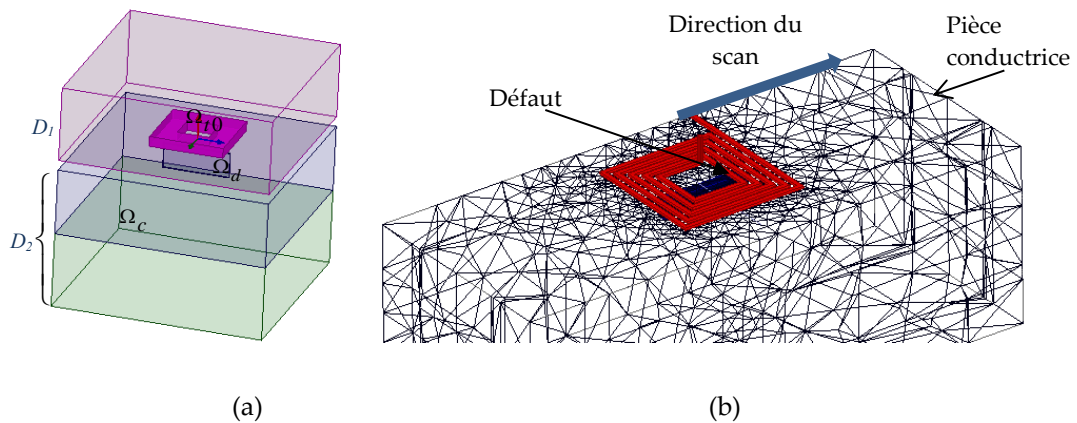 Direction du
scan
Pièce
conductrice
Défaut
D1
Ωt0
Ωd
Ωc
D2
(a)
(b)